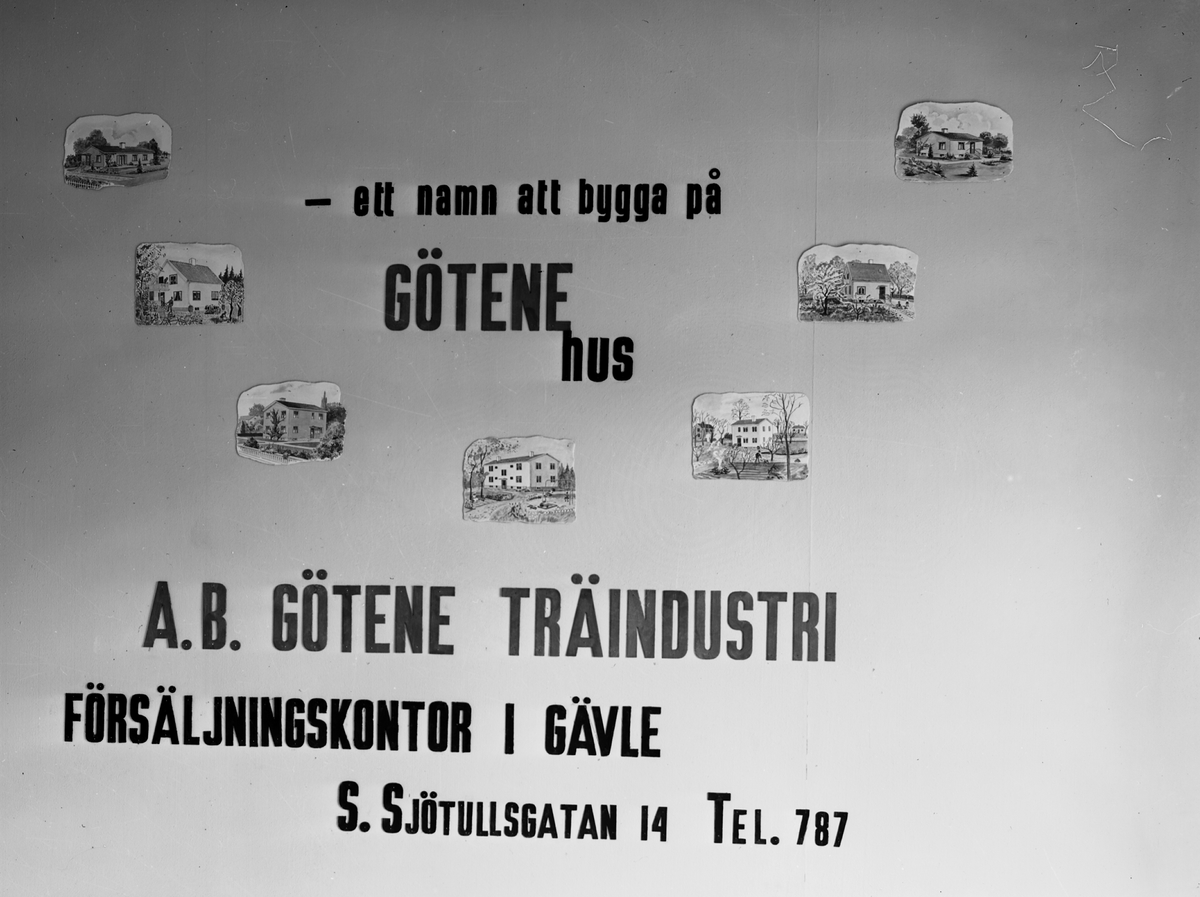 – ett namn att bygga på
GÖTENE
hus
A.B. GÖTENE TRÄINDUSTRI
FÖRSÄLJNINGSKONTOR I GÄVLE
S. SJÖTULLSGATAN 14 TEL. 787